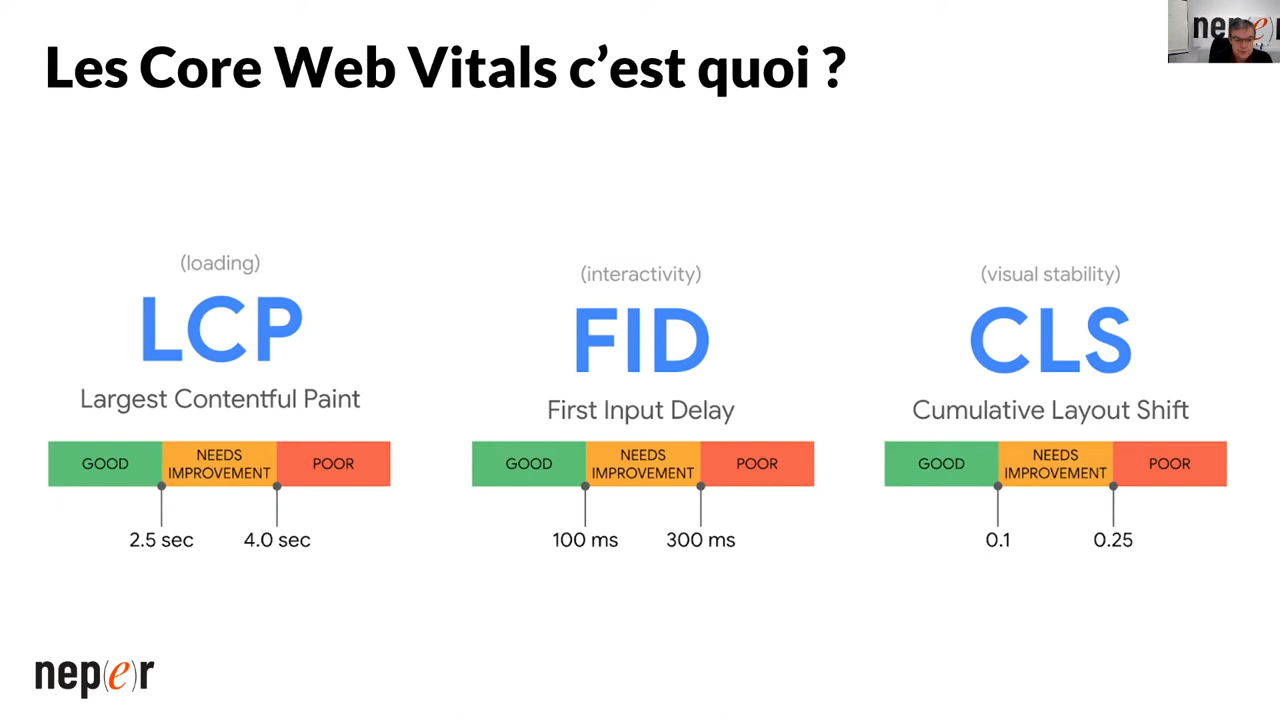 Les Core Web Vitals c’est quoi ?
(loading)
LCP
Largest Contentful Paint
GOOD
NEEDS
IMPROVEMENT
POOR
2.5 sec
4.0 sec
(interactivity)
FID
First Input Delay
GOOD
NEEDS
IMPROVEMENT
POOR
100 ms
300 ms
(visual stability)
CLS
Cumulative Layout Shift
GOOD
NEEDS
IMPROVEMENT
POOR
0.1
0.25
nep(e)r